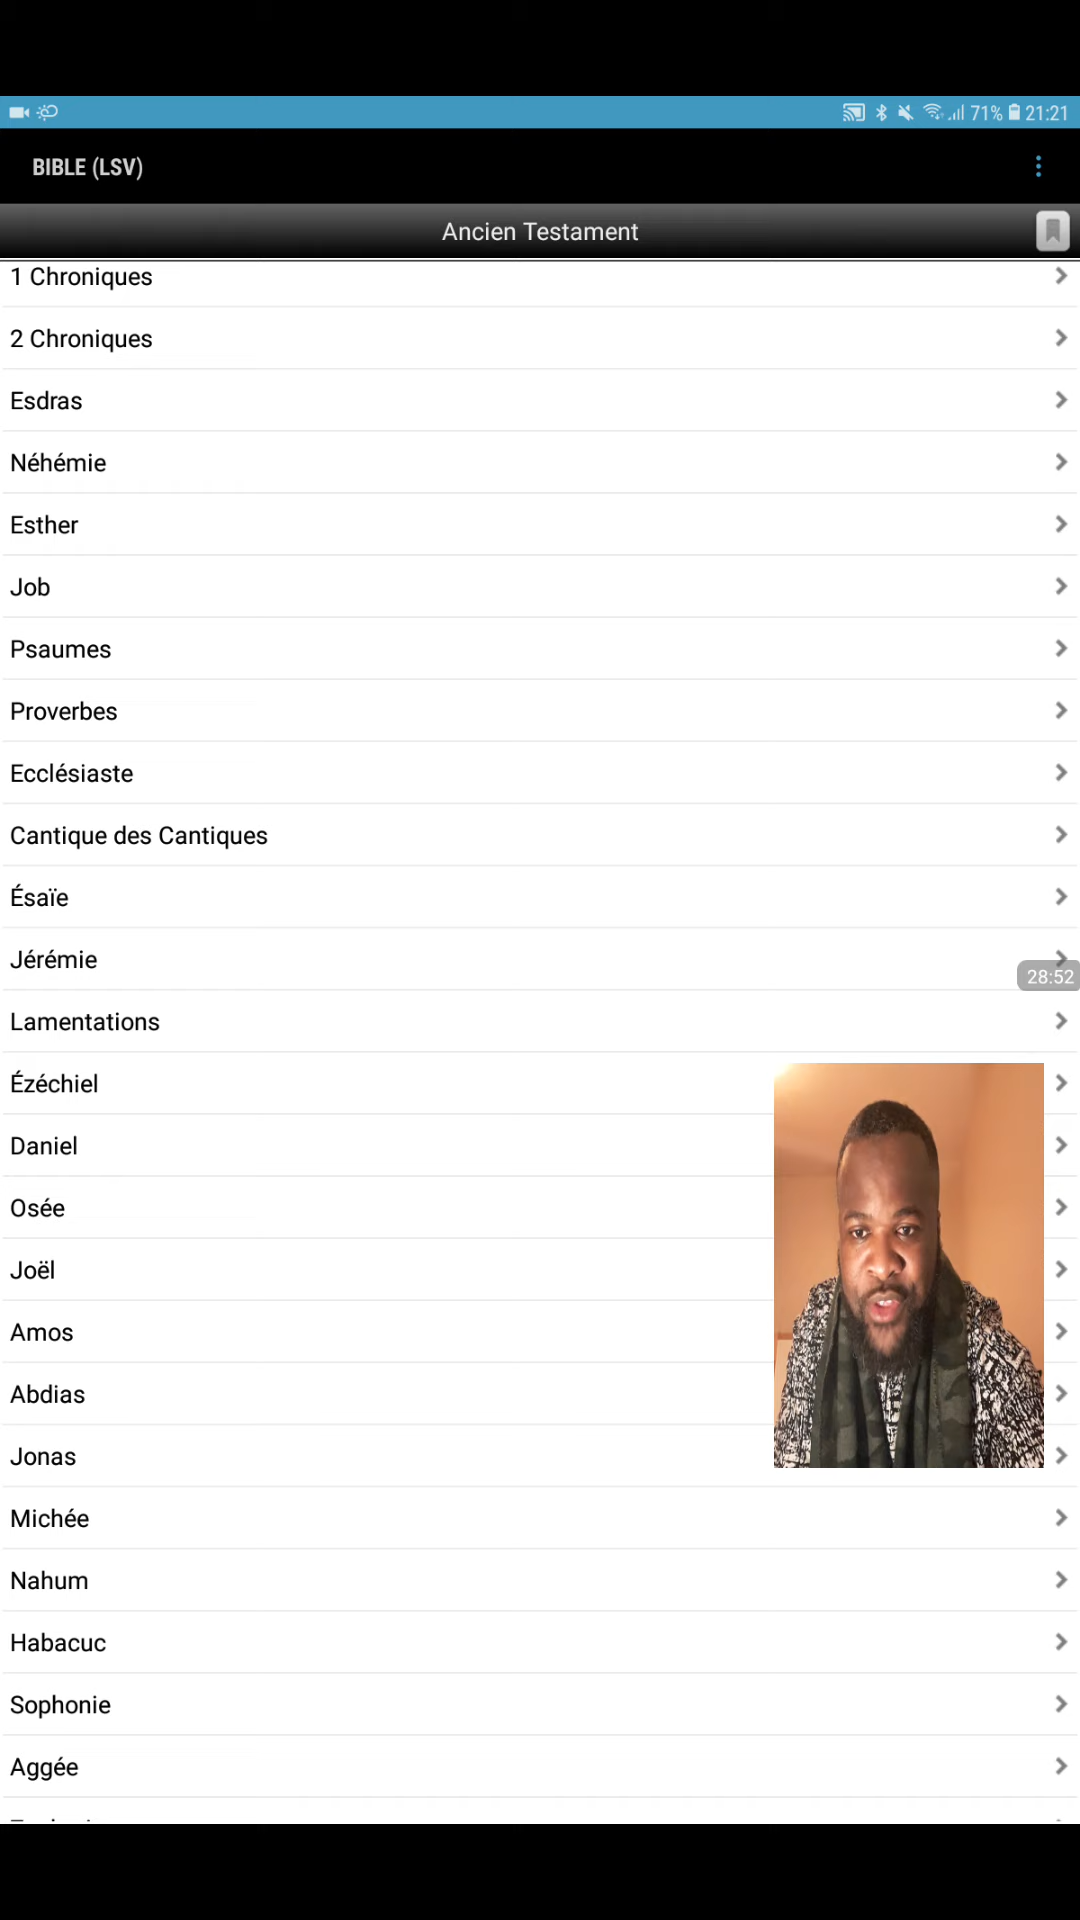 71% 21:21
BIBLE (LSV)
Ancien Testament
1 Chroniques
2 Chroniques
Esdras
Néhémie
Esther
Job
Psaumes
Proverbes
Ecclésiaste
Cantique des Cantiques
Ésaïe
Jérémie
28:52
Lamentations
Ézéchiel
Daniel
Osée
Joël
Amos
Abdias
Jonas
Michée
Nahum
Habacuc
Sophonie
Aggée